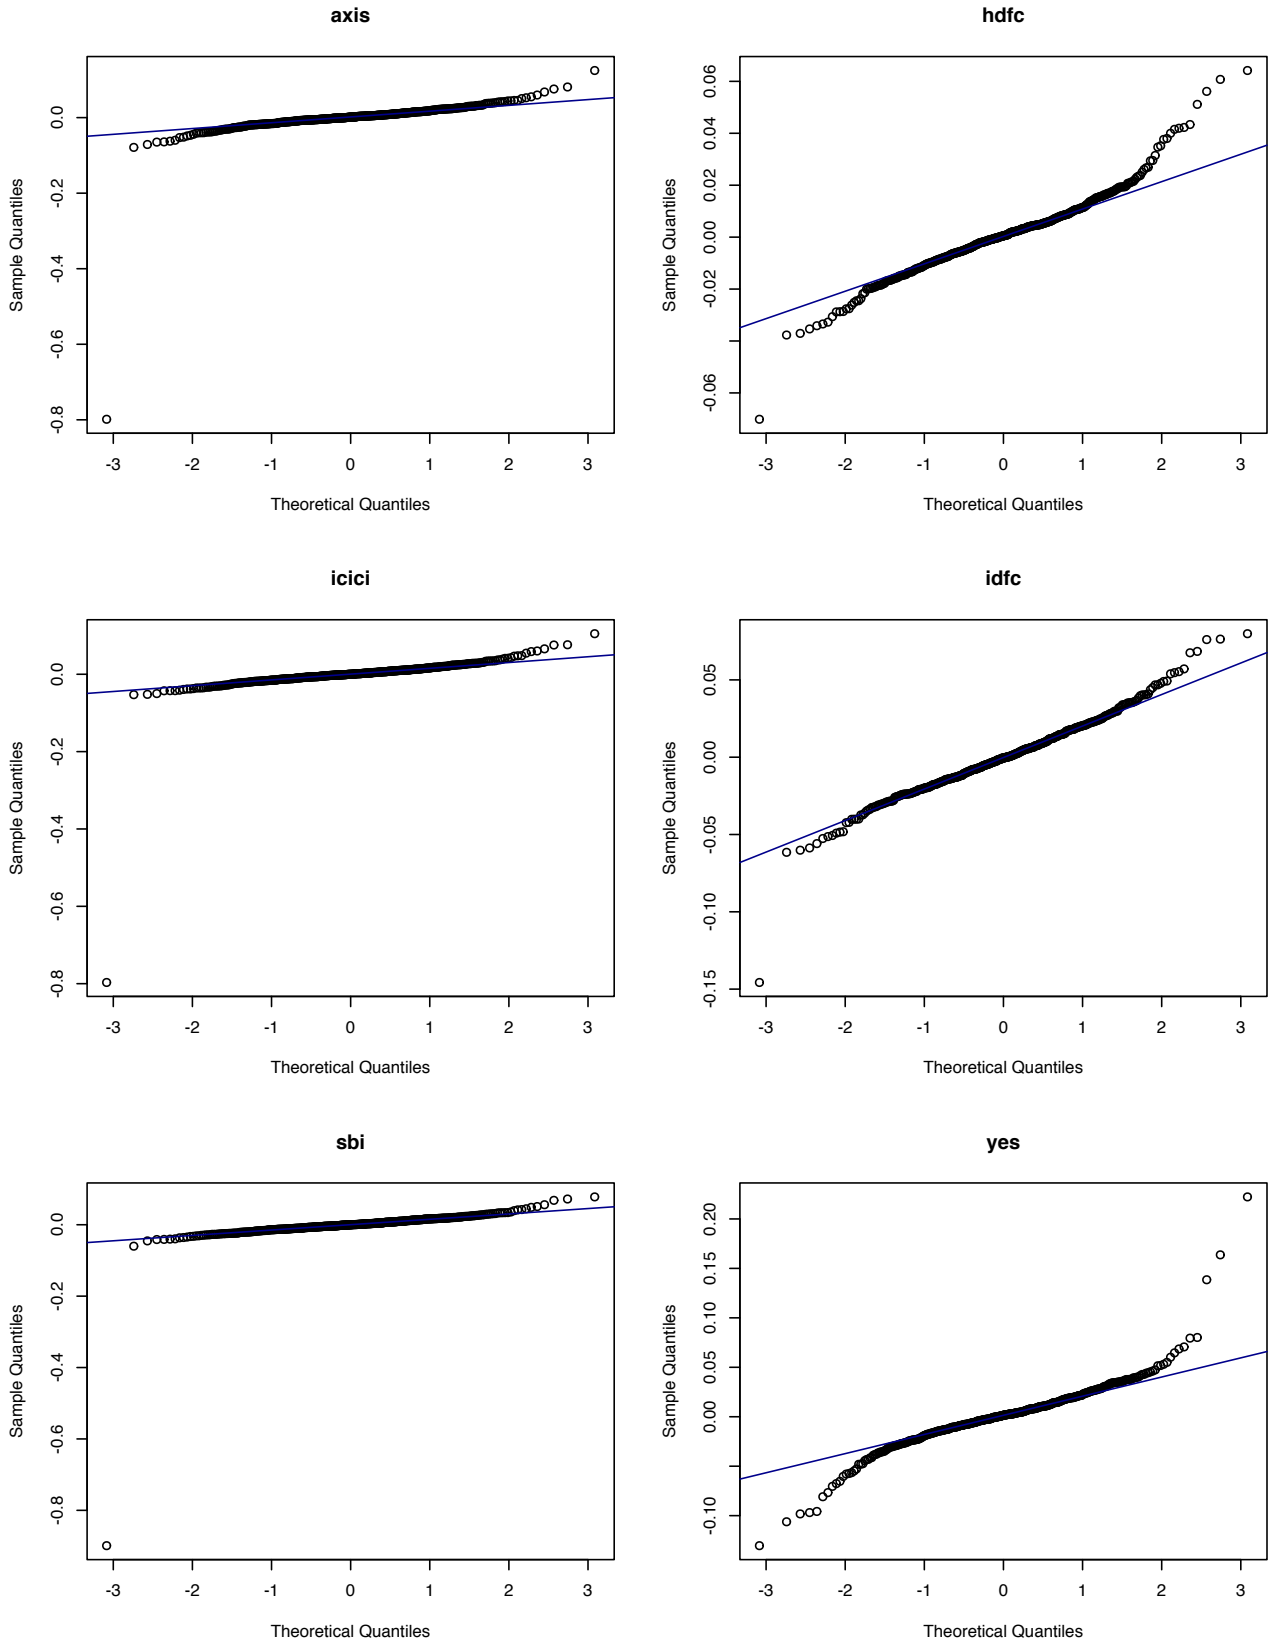 axis
0.0
-0.2
-0.4
-0.6
-0.8
Sample Quantiles
-3 -2 -1 0 1 2 3
Theoretical Quantiles
hdfc
0.06
0.04
0.02
0.00
-0.02
-0.06
Sample Quantiles
-3 -2 -1 0 1 2 3
Theoretical Quantiles
icici
0.0
-0.2
-0.4
-0.6
-0.8
Sample Quantiles
-3 -2 -1 0 1 2 3
Theoretical Quantiles
idfc
0.05
0.00
-0.05
-0.10
-0.15
Sample Quantiles
-3 -2 -1 0 1 2 3
Theoretical Quantiles
sbi
0.0
-0.2
-0.4
-0.6
-0.8
Sample Quantiles
-3 -2 -1 0 1 2 3
Theoretical Quantiles
yes
0.20
0.15
0.10
0.05
0.00
-0.10
Sample Quantiles
-3 -2 -1 0 1 2 3
Theoretical Quantiles